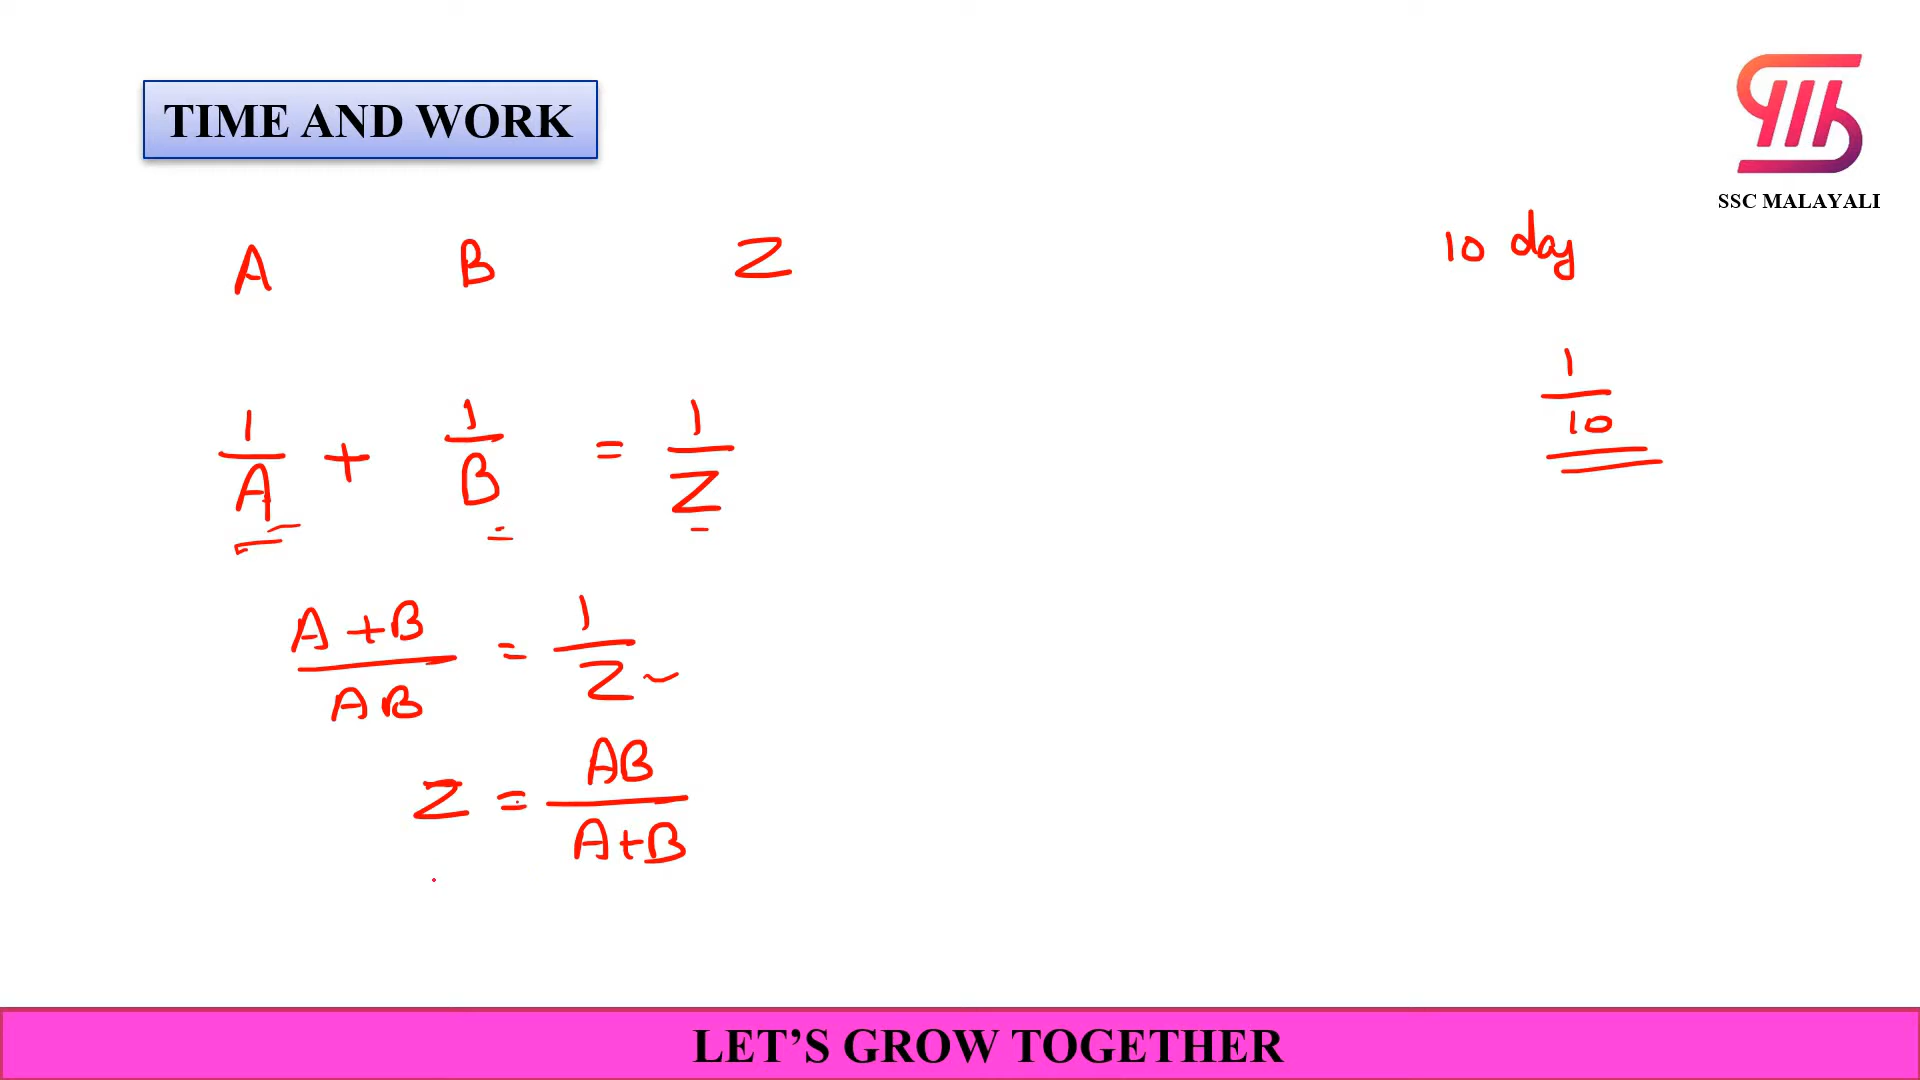 TIME AND WORK
SSC MALAYALI
A B Z
10 day
1/10
1/A + 1/B = 1/Z
A+B/AB = 1/Z
Z = AB/A+B
LET’S GROW TOGETHER